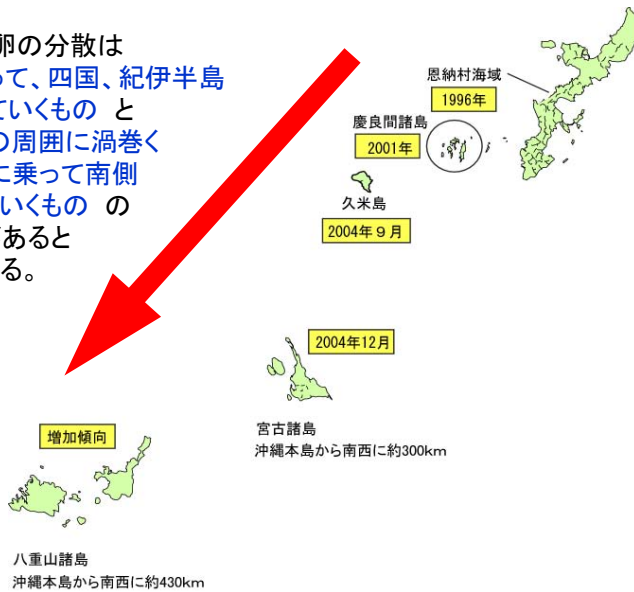 卵の分散は
って、四国、紀伊半島
ていくもの と
の周囲に渦巻く
に乗って南側
いくもの の
があると
る。
恩納村海域
1996年
慶良間諸島
2001年
久米島
2004年９月
2004年12月
宮古諸島
沖縄本島から南西に約300km
増加傾向
八重山諸島
沖縄本島から南西に約430km